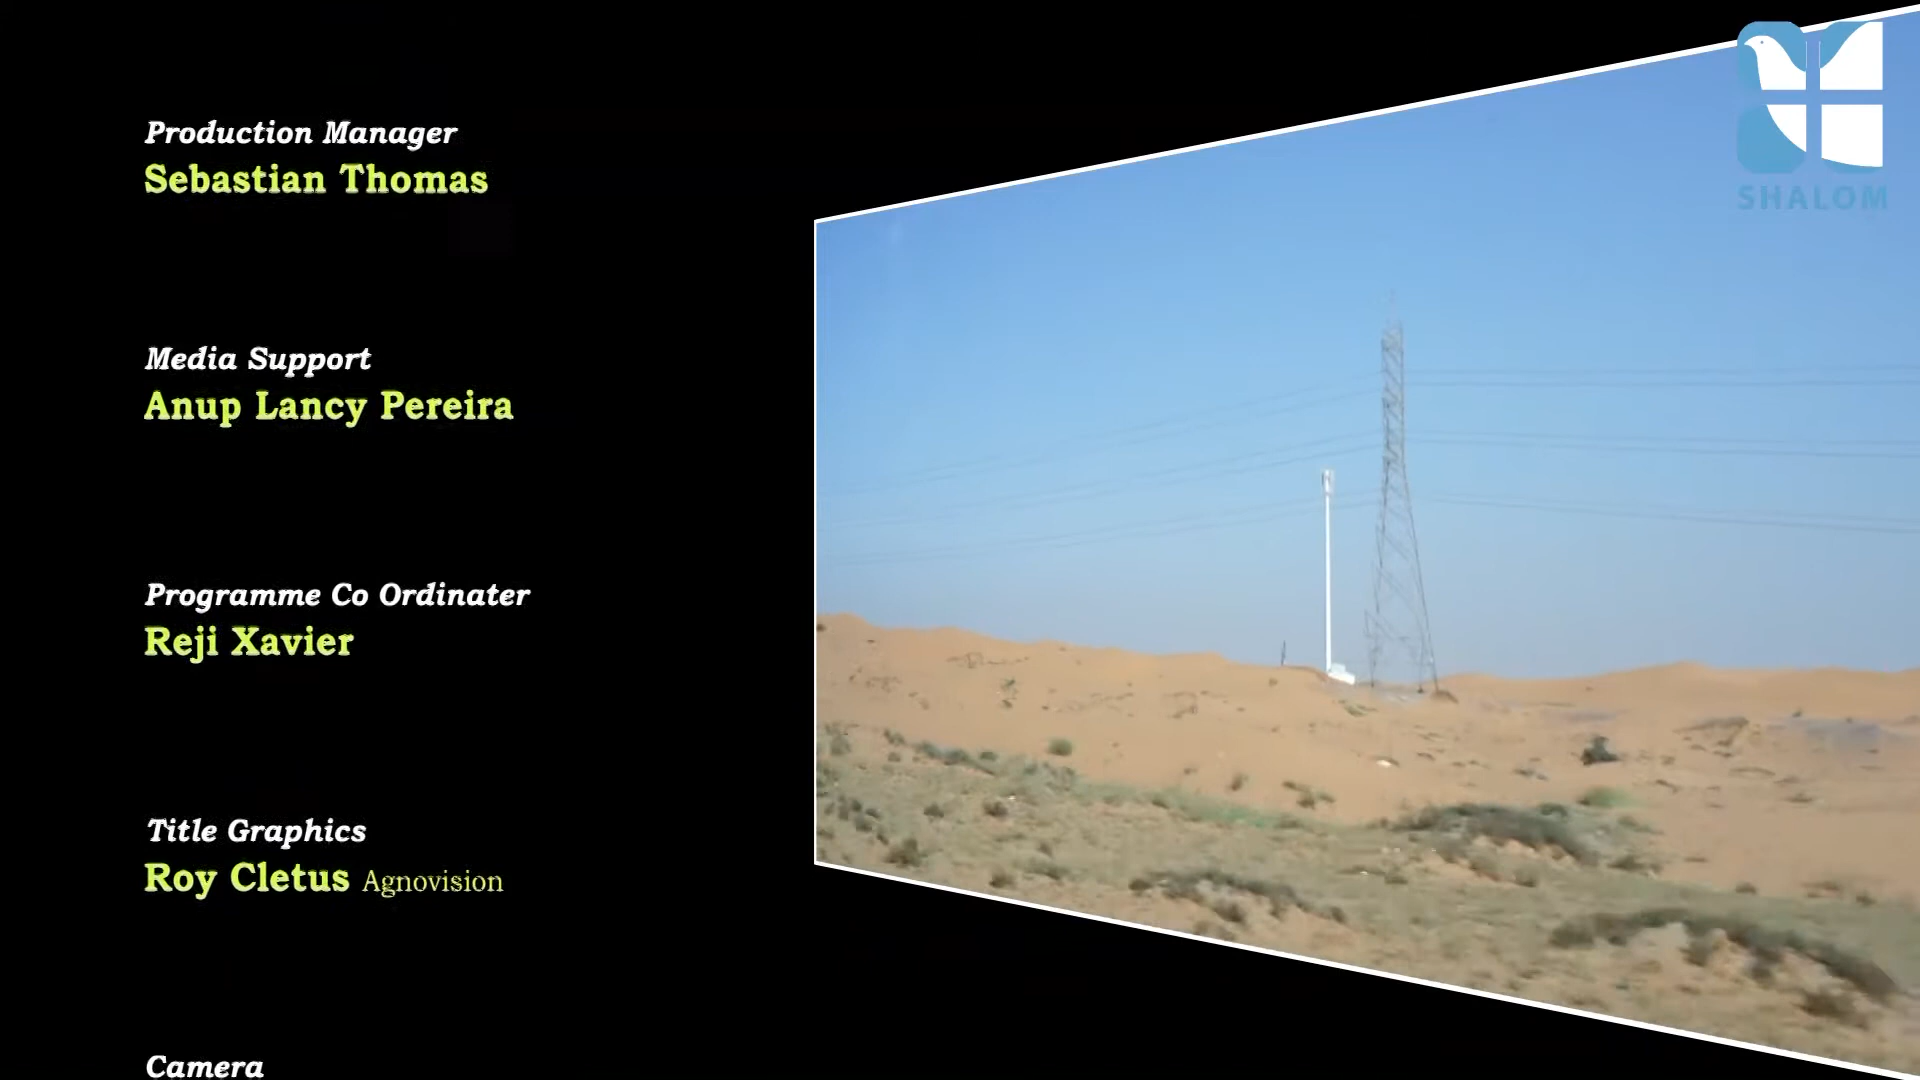 Production Manager
Sebastian Thomas
Media Support
Anup Lancy Pereira
Programme Co Ordinater
Reji Xavier
Title Graphics
Roy Cletus Agnovision
Camera
SHALOM